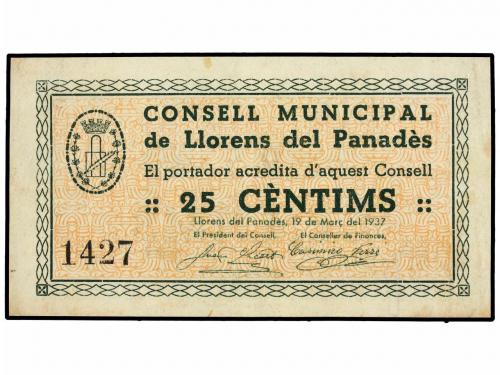 CONSELL MUNICIPAL
de Llorens del Panadès
El portador acredita d'aquest Consell
:: 25 CÈNTIMS ::
Llorens del Panadès, 19 de Març del 1937
El President del Consell, El Conseller de Finances,
1427